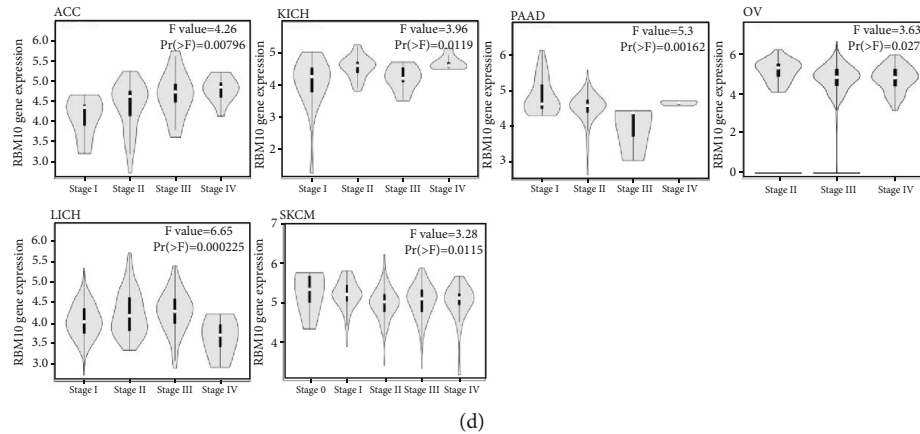 ACC
F value=4.26
Pr(>F)=0.00796
RBM10 gene expression
6.0
5.5
5.0
4.5
4.0
3.5
3.0
Stage I Stage II Stage III Stage IV
KICH
F value=3.96
Pr(>F)=0.0119
RBM10 gene expression
5
4
2
Stage I Stage II Stage III Stage IV
PAAD
F value=5.3
Pr(>F)=0.00162
RBM10 gene expression
6
5
4
3
Stage I Stage II Stage III Stage IV
OV
F value=3.63
Pr(>F)=0.027
RBM10 gene expression
6
4
2
0
Stage II Stage III Stage IV
LICH
F value=6.65
Pr(>F)=0.000225
RBM10 gene expression
6.0
5.5
5.0
4.5
4.0
3.5
3.0
Stage I Stage II Stage III Stage IV
SKCM
F value=3.28
Pr(>F)=0.0115
RBM10 gene expression
7
6
5
4
Stage 0 Stage I Stage II Stage III Stage IV
(d)